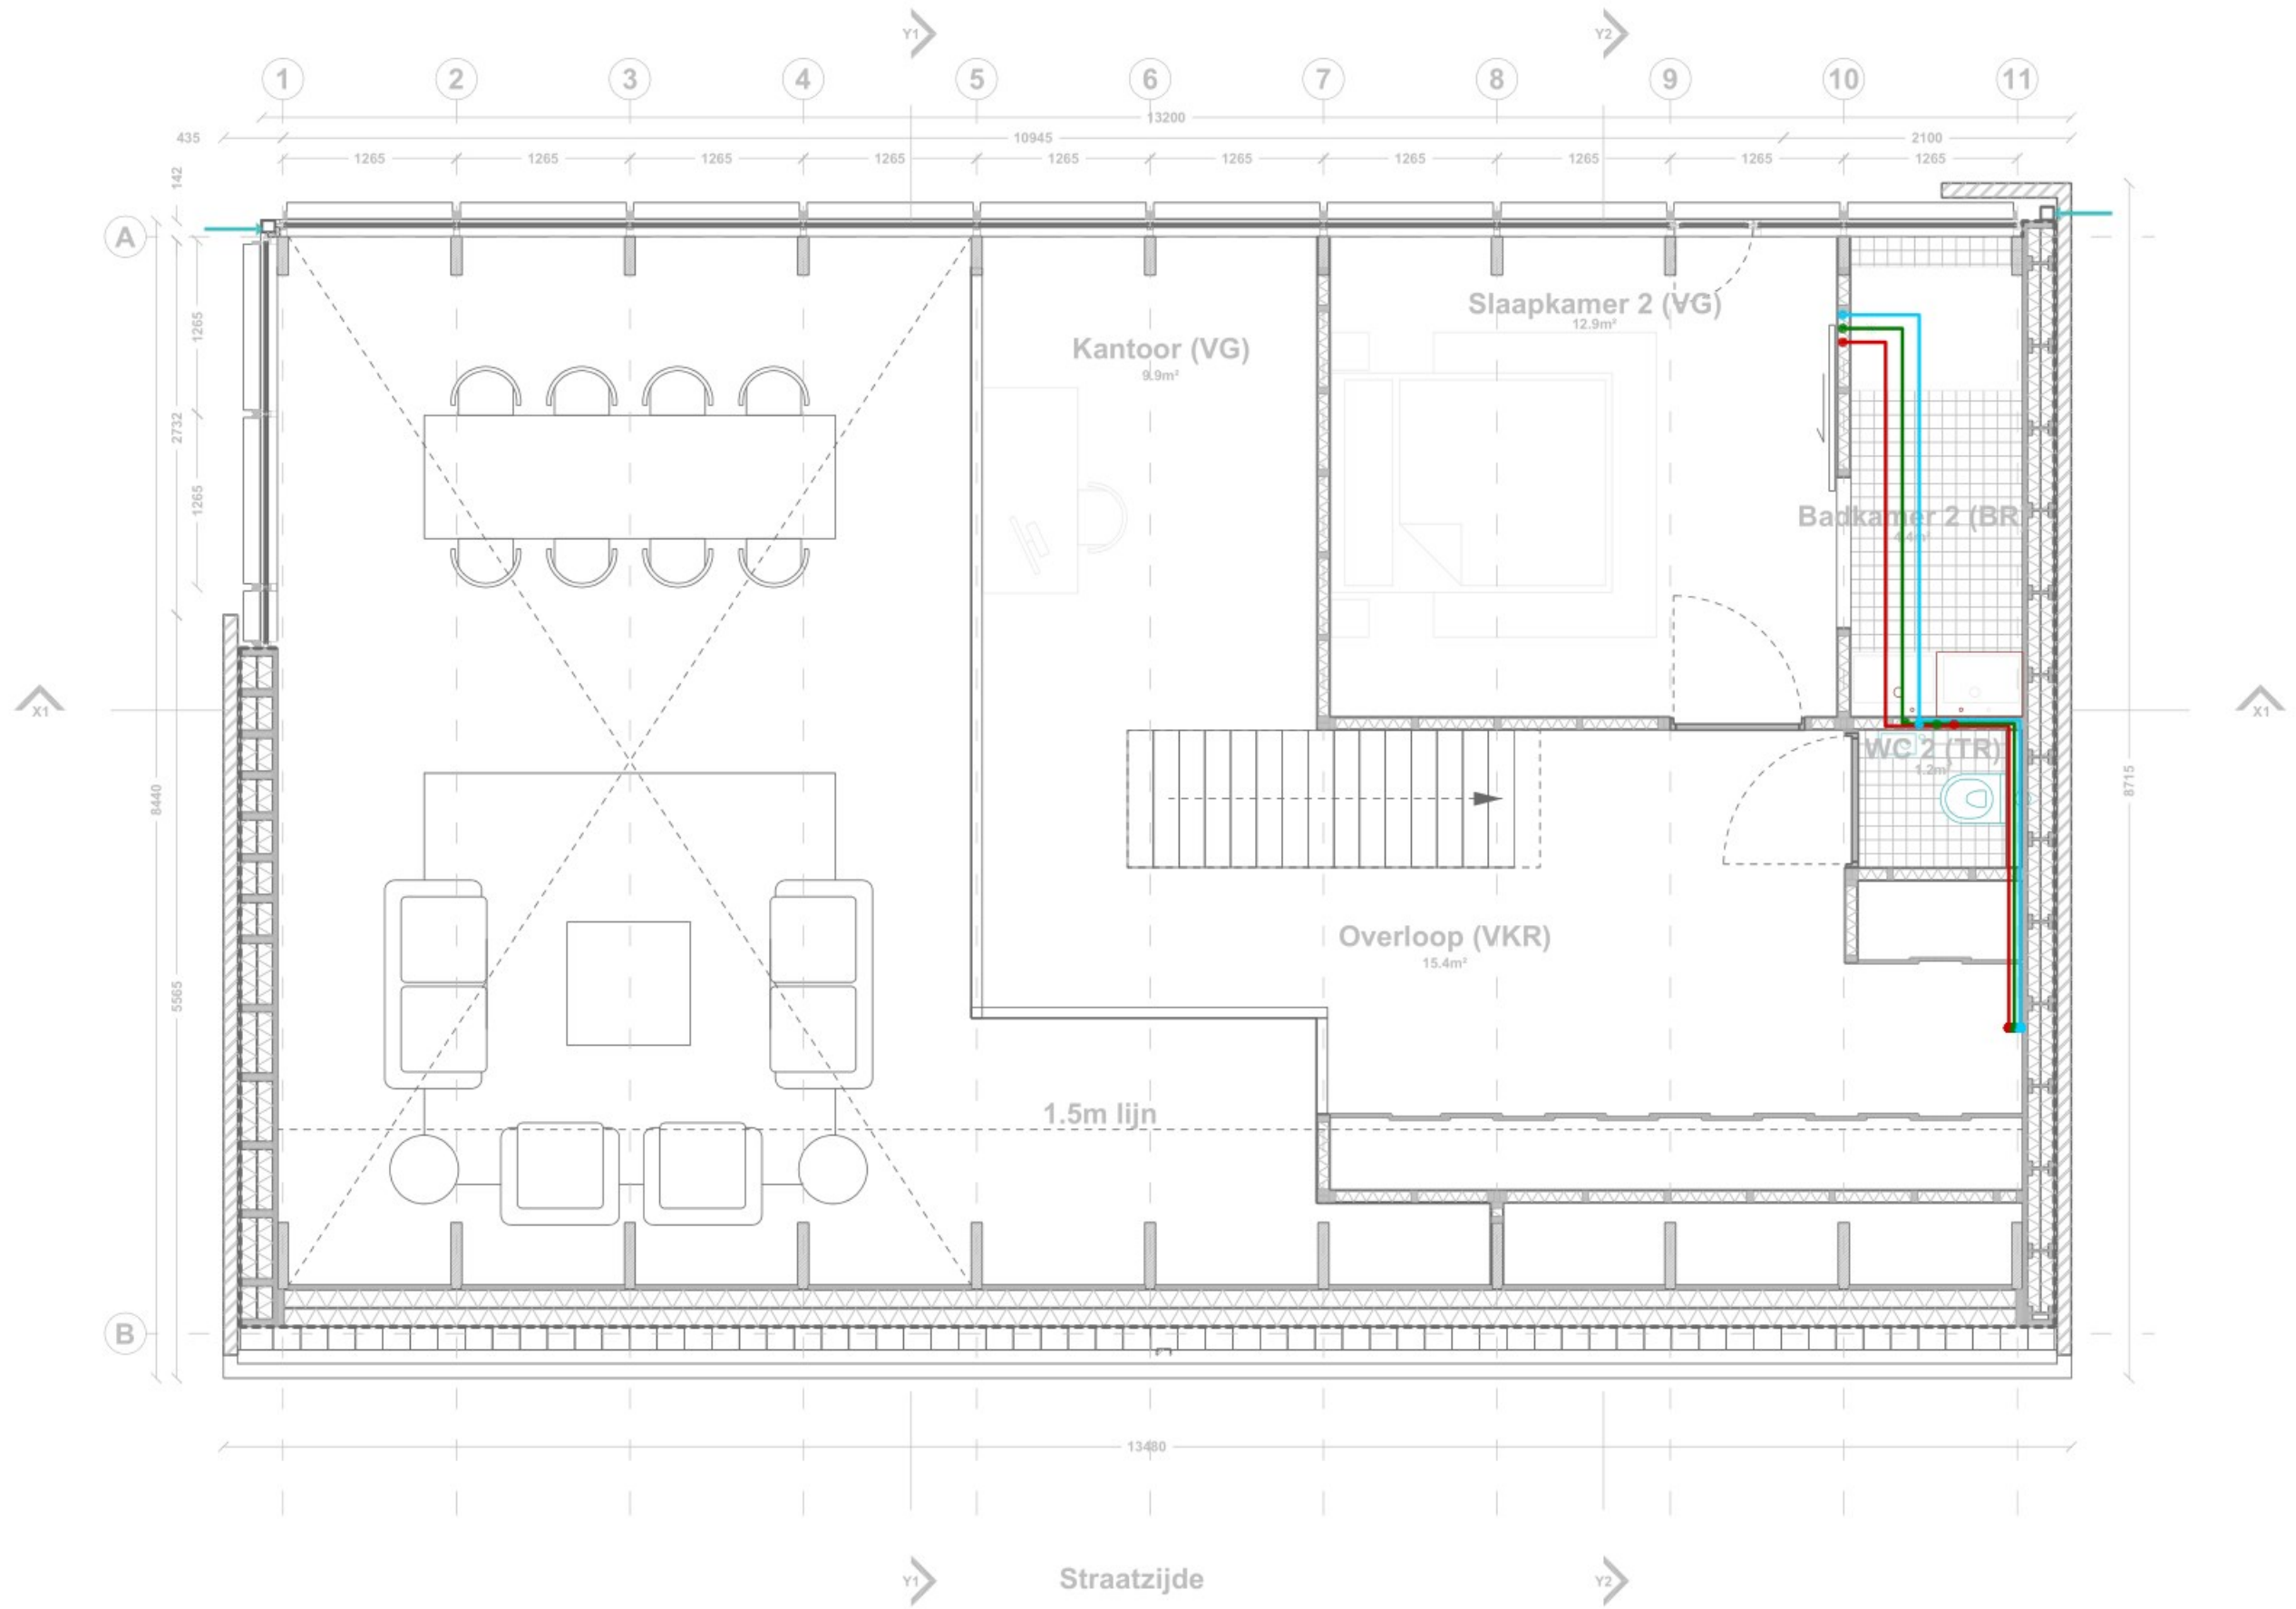 Y1
Y2
1 2 3 4 5 6 7 8 9 10 11
13200
435 10945 2100
1265 1265 1265 1265 1265 1265 1265 1265 1265 1265
142
A
1265
2732
1265
Slaapkamer 2 (VG)
12.9m²
Kantoor (VG)
9.9m²
Badkamer 2 (BR
4.4m²
X1
X1
WC 2 (TR)
1.2m²
8440
8715
Overloop (VKR)
15.4m²
5565
1.5m lijn
B
13480
Y1
Straatzijde
Y2